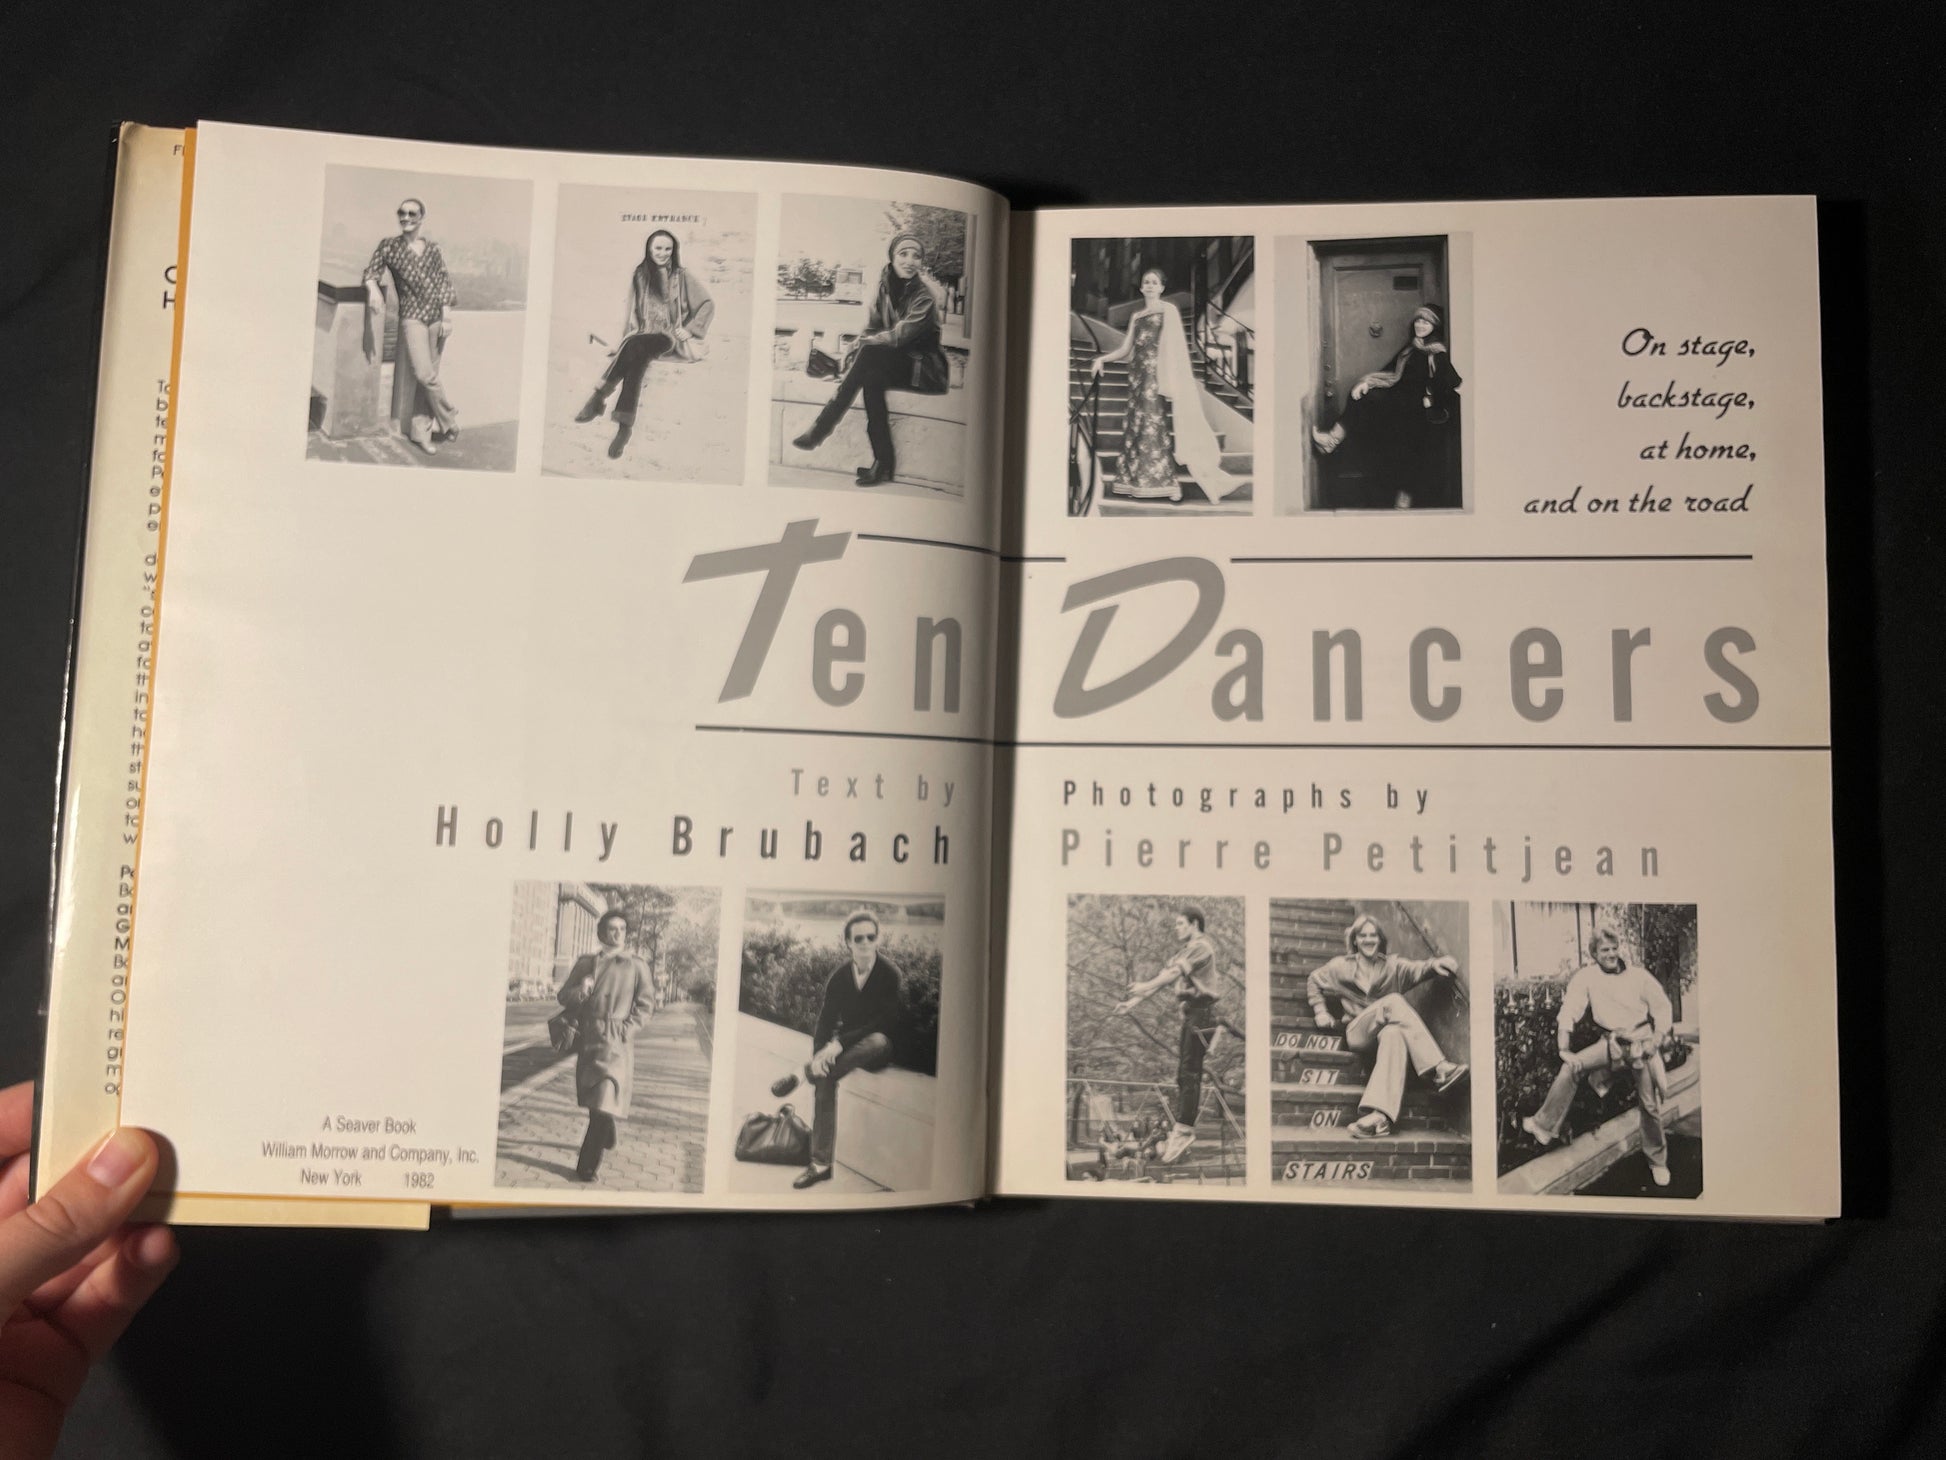 STAGE ENTRANCE
On stage,
backstage,
at home,
and on the road
Ten Dancers
Text by
Holly Brubach
Photographs by
Pierre Petitjean
DO NOT
SIT
ON
STAIRS
A Seaver Book
William Morrow and Company, Inc.
New York 1982